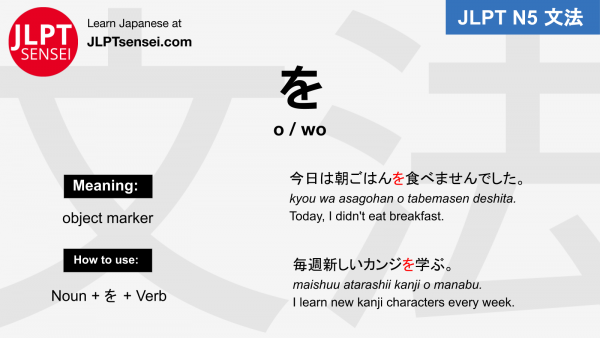 JLPT
SENSEI
Learn Japanese at
JLPTsensei.com
JLPT N5 文法
文法
を
o / wo
Meaning:
object marker
How to use:
Noun + を + Verb
今日は朝ごはんを食べませんでした。
kyou wa asagohan o tabemasen deshita.
Today, I didn't eat breakfast.
毎週新しいカンジを学ぶ。
maishuu atarashii kanji o manabu.
I learn new kanji characters every week.